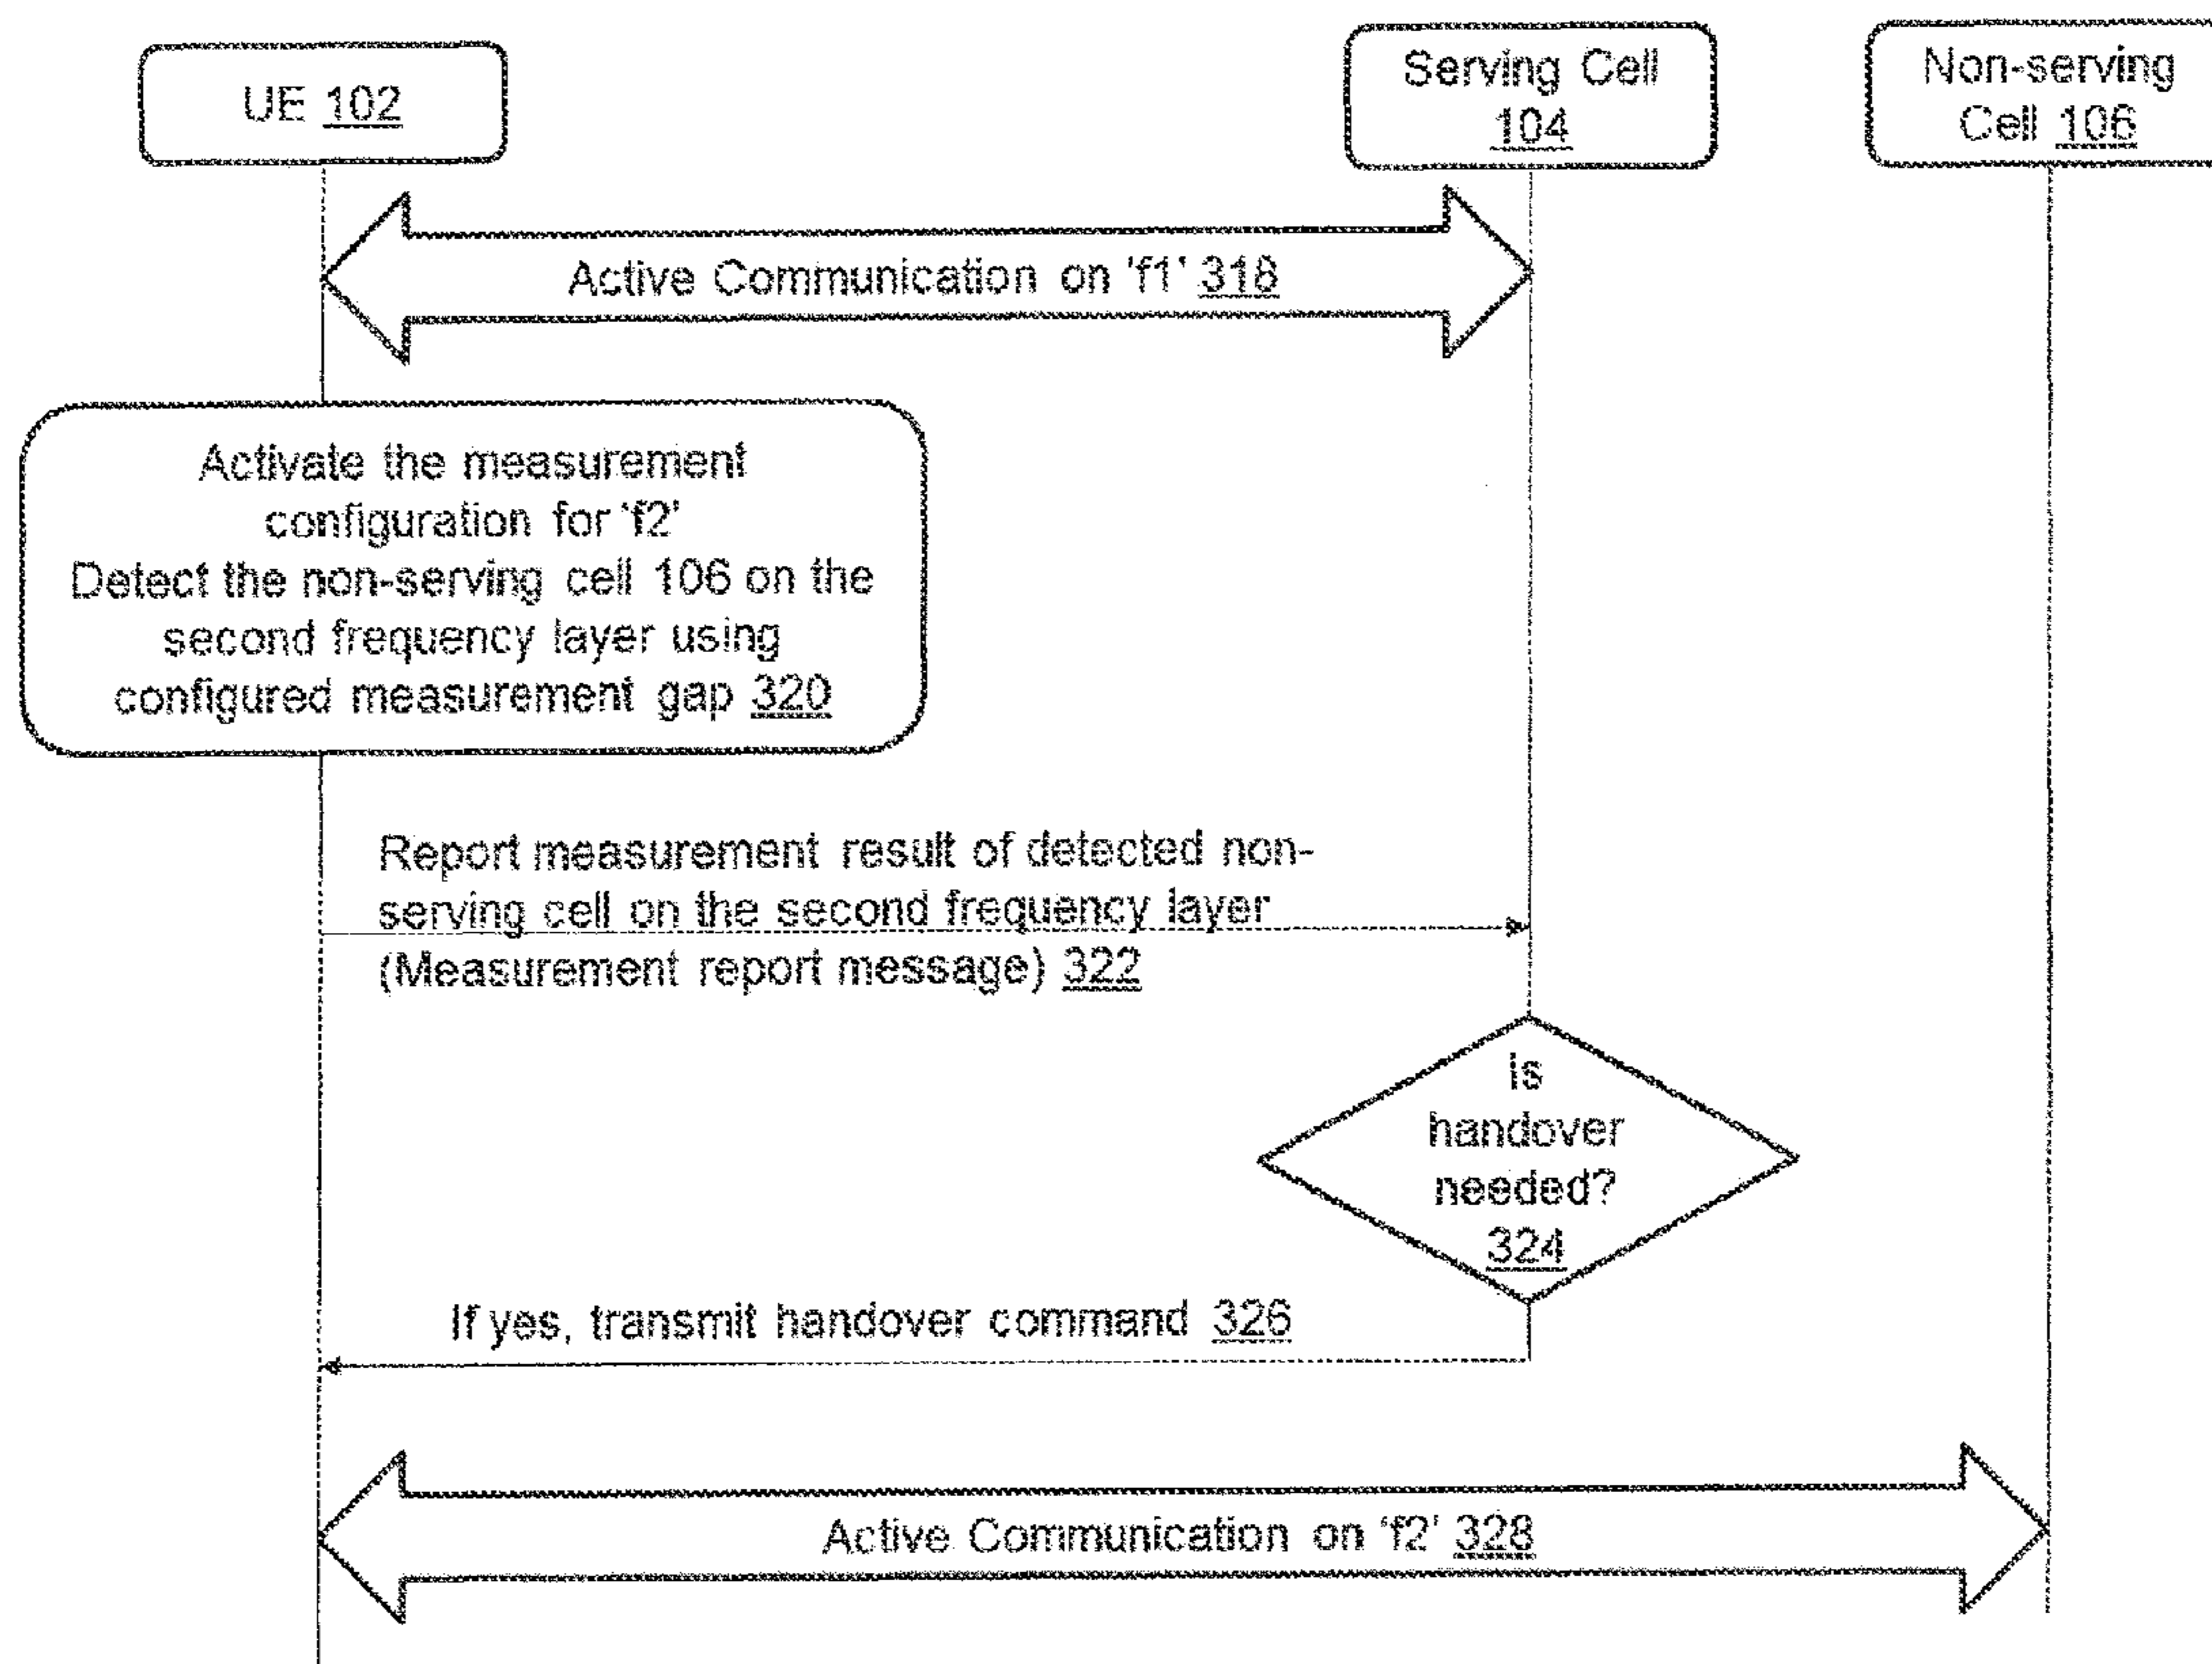 UE 102
Serving Cell
104
Non-serving
Cell 106
Active Communication on 'f1' 318
Activate the measurement
configuration for 'f2'
Detect the non-serving cell 106 on the
second frequency layer using
configured measurement gap 320
Report measurement result of detected non-
serving cell on the second frequency layer
(Measurement report message) 322
is
handover
needed?
324
If yes, transmit handover command 326
Active Communication on 'f2' 328